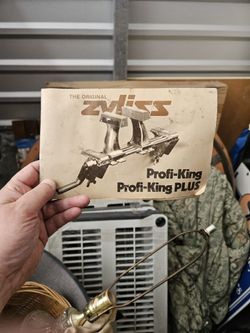 THE ORIGINAL
zyliss
Profi-King
Profi-King PLUS